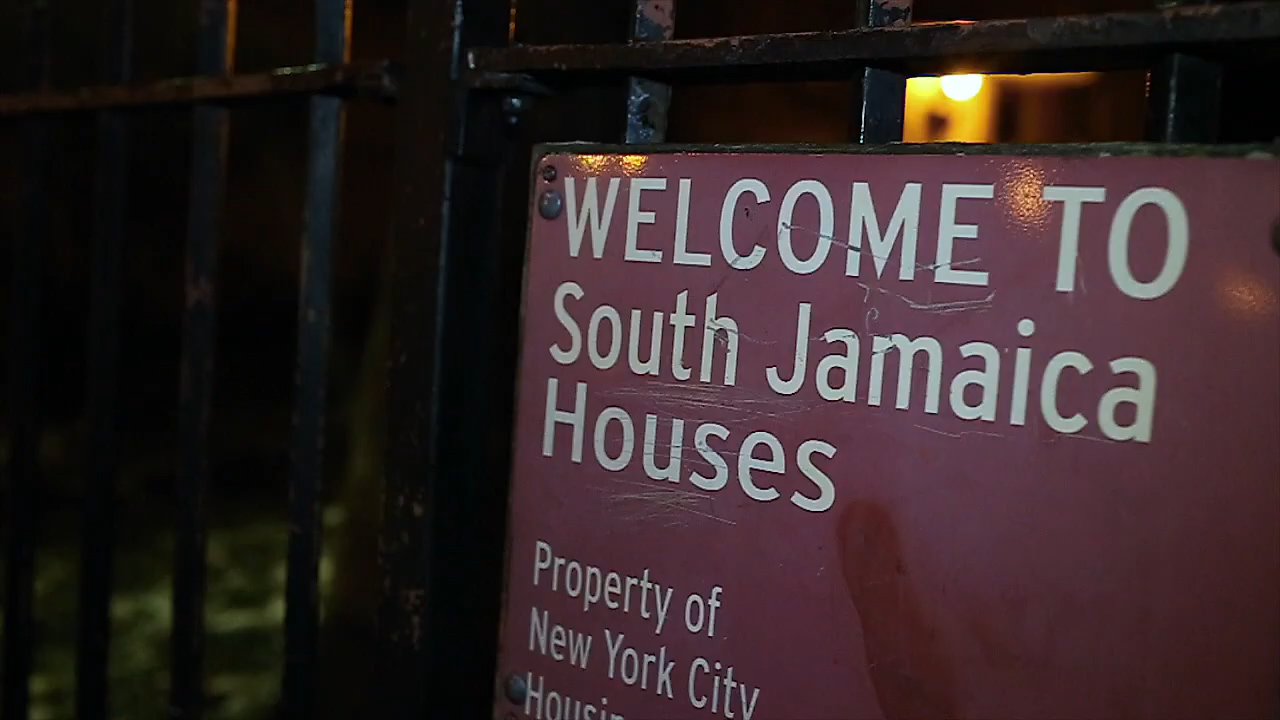 WELCOME TO
South Jamaica
Houses
Property of
New York City